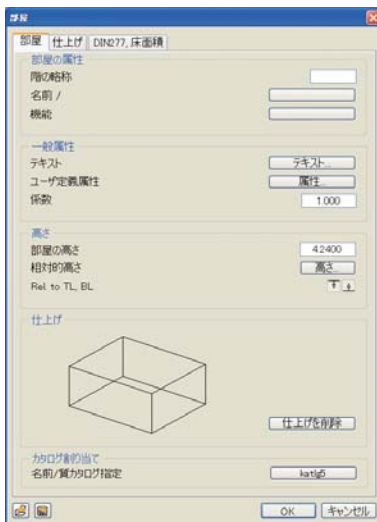 部屋
部屋 仕上げ DIN277, 床面積
部屋の属性
階の略称
名前 /
機能
一般属性
テキスト テキスト...
ユーザ定義属性 属性...
係数 1.000
高さ
部屋の高さ 4.2400
相対的高さ 高さ...
Rel to TL, BL
仕上げ
仕上げを削除
カタログ割り当て
名前/質カタログ指定 katlg5
OK キャンセル